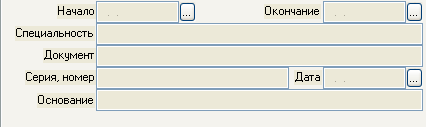 Начало . . ... Окончание . . ...
Специальность
Документ
Серия, номер Дата . . ...
Основание